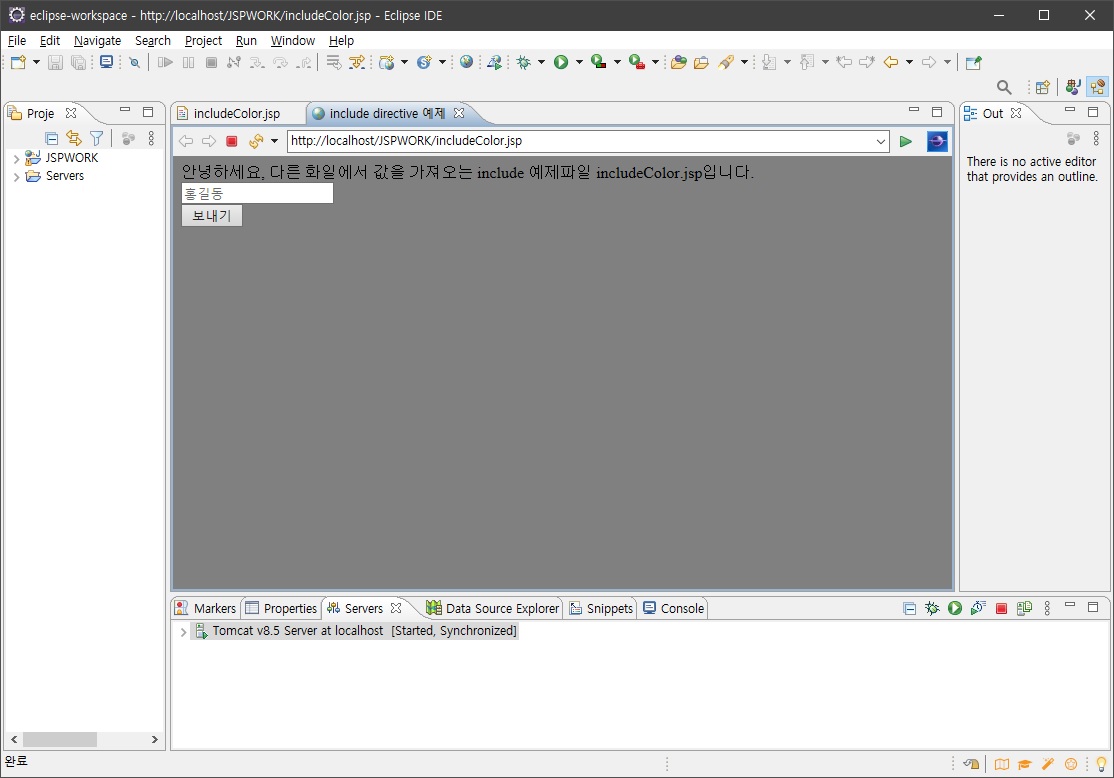 eclipse-workspace - http://localhost/JSPWORK/includeColor.jsp - Eclipse IDE
File Edit Navigate Search Project Run Window Help
Proje
JSPWORK
Servers
includeColor.jsp include directive 예제
http://localhost/JSPWORK/includeColor.jsp
안녕하세요, 다른 화일에서 값을 가져오는 include 예제파일 includeColor.jsp입니다.
홍길동
보내기
Out
There is no active editor
that provides an outline.
Markers Properties Servers Data Source Explorer Snippets Console
Tomcat v8.5 Server at localhost [Started, Synchronized]
완료